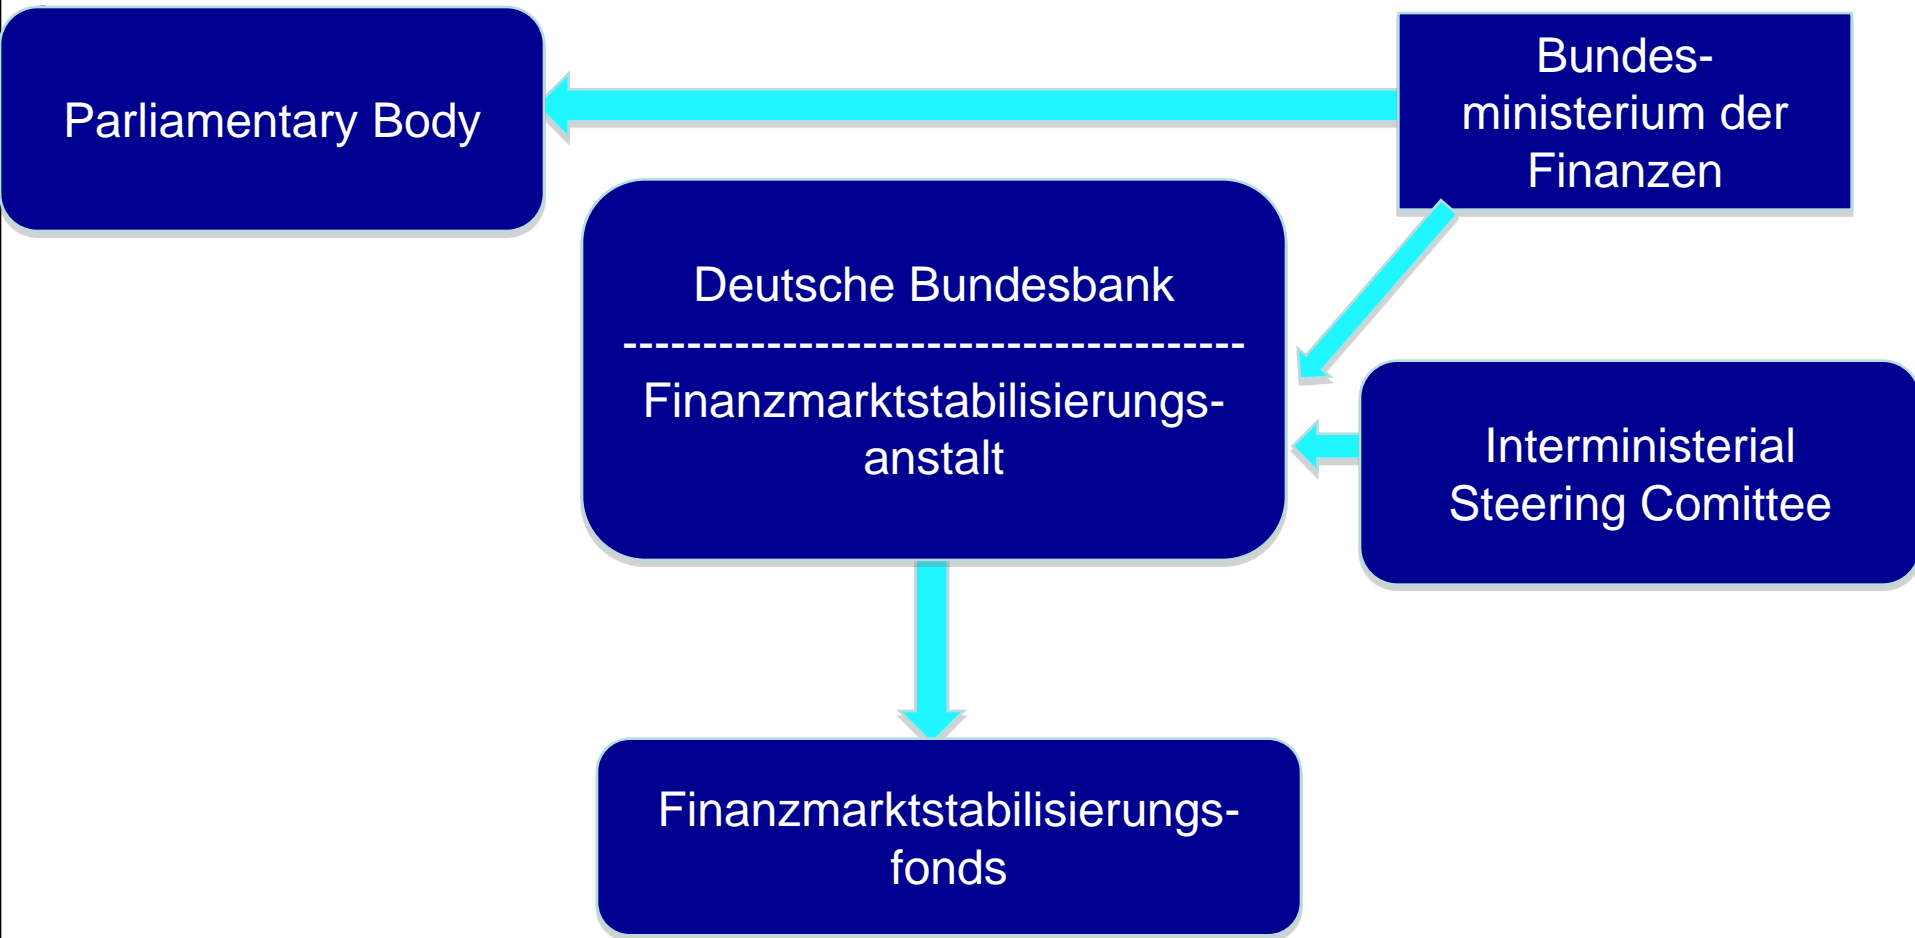 Parliamentary Body
Bundes-
ministerium der
Finanzen
Deutsche Bundesbank
---------------------------------------
Finanzmarktstabilisierungs-
anstalt
Interministerial
Steering Comittee
Finanzmarktstabilisierungs-
fonds